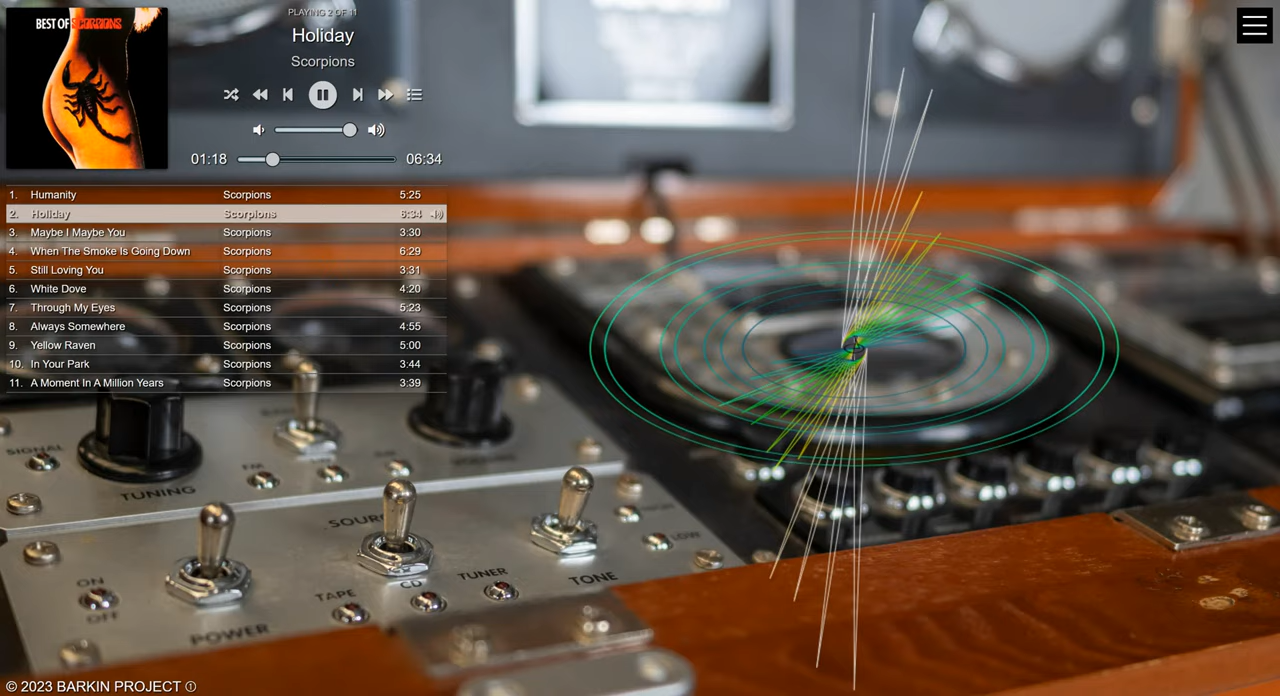 BEST OF SCORPIONS
PLAYING 2 OF 11
Holiday
Scorpions
01:18 06:34
1. Humanity Scorpions 5:25
2. Holiday Scorpions 6:34
3. Maybe I Maybe You Scorpions 3:30
4. When The Smoke Is Going Down Scorpions 6:29
5. Still Loving You Scorpions 3:31
6. White Dove Scorpions 4:20
7. Through My Eyes Scorpions 5:23
8. Always Somewhere Scorpions 4:55
9. Yellow Raven Scorpions 5:00
10. In Your Park Scorpions 3:44
11. A Moment In A Million Years Scorpions 3:39
SIGNAL
TUNING
FM
SOURCE
LOW
ON
OFF
TAPE
CD
TUNER
TONE
POWER
© 2023 BARKIN PROJECT